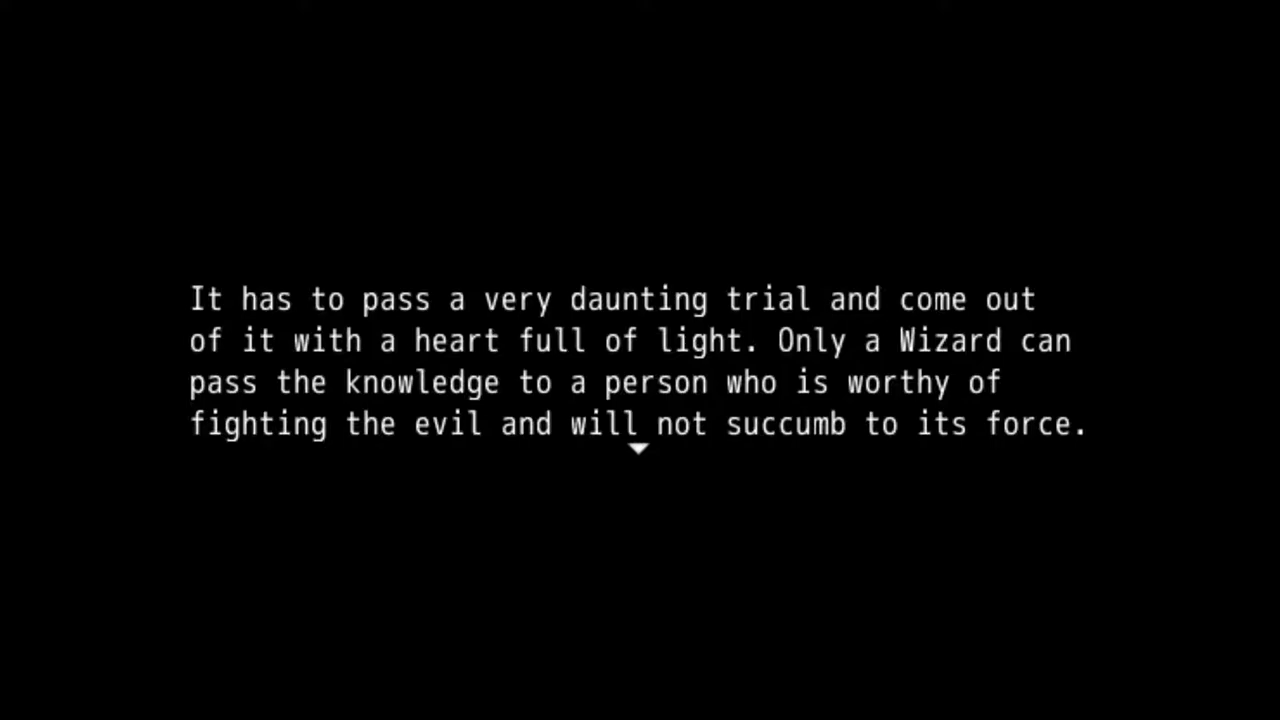 It has to pass a very daunting trial and come out
of it with a heart full of light. Only a Wizard can
pass the knowledge to a person who is worthy of
fighting the evil and will not succumb to its force.